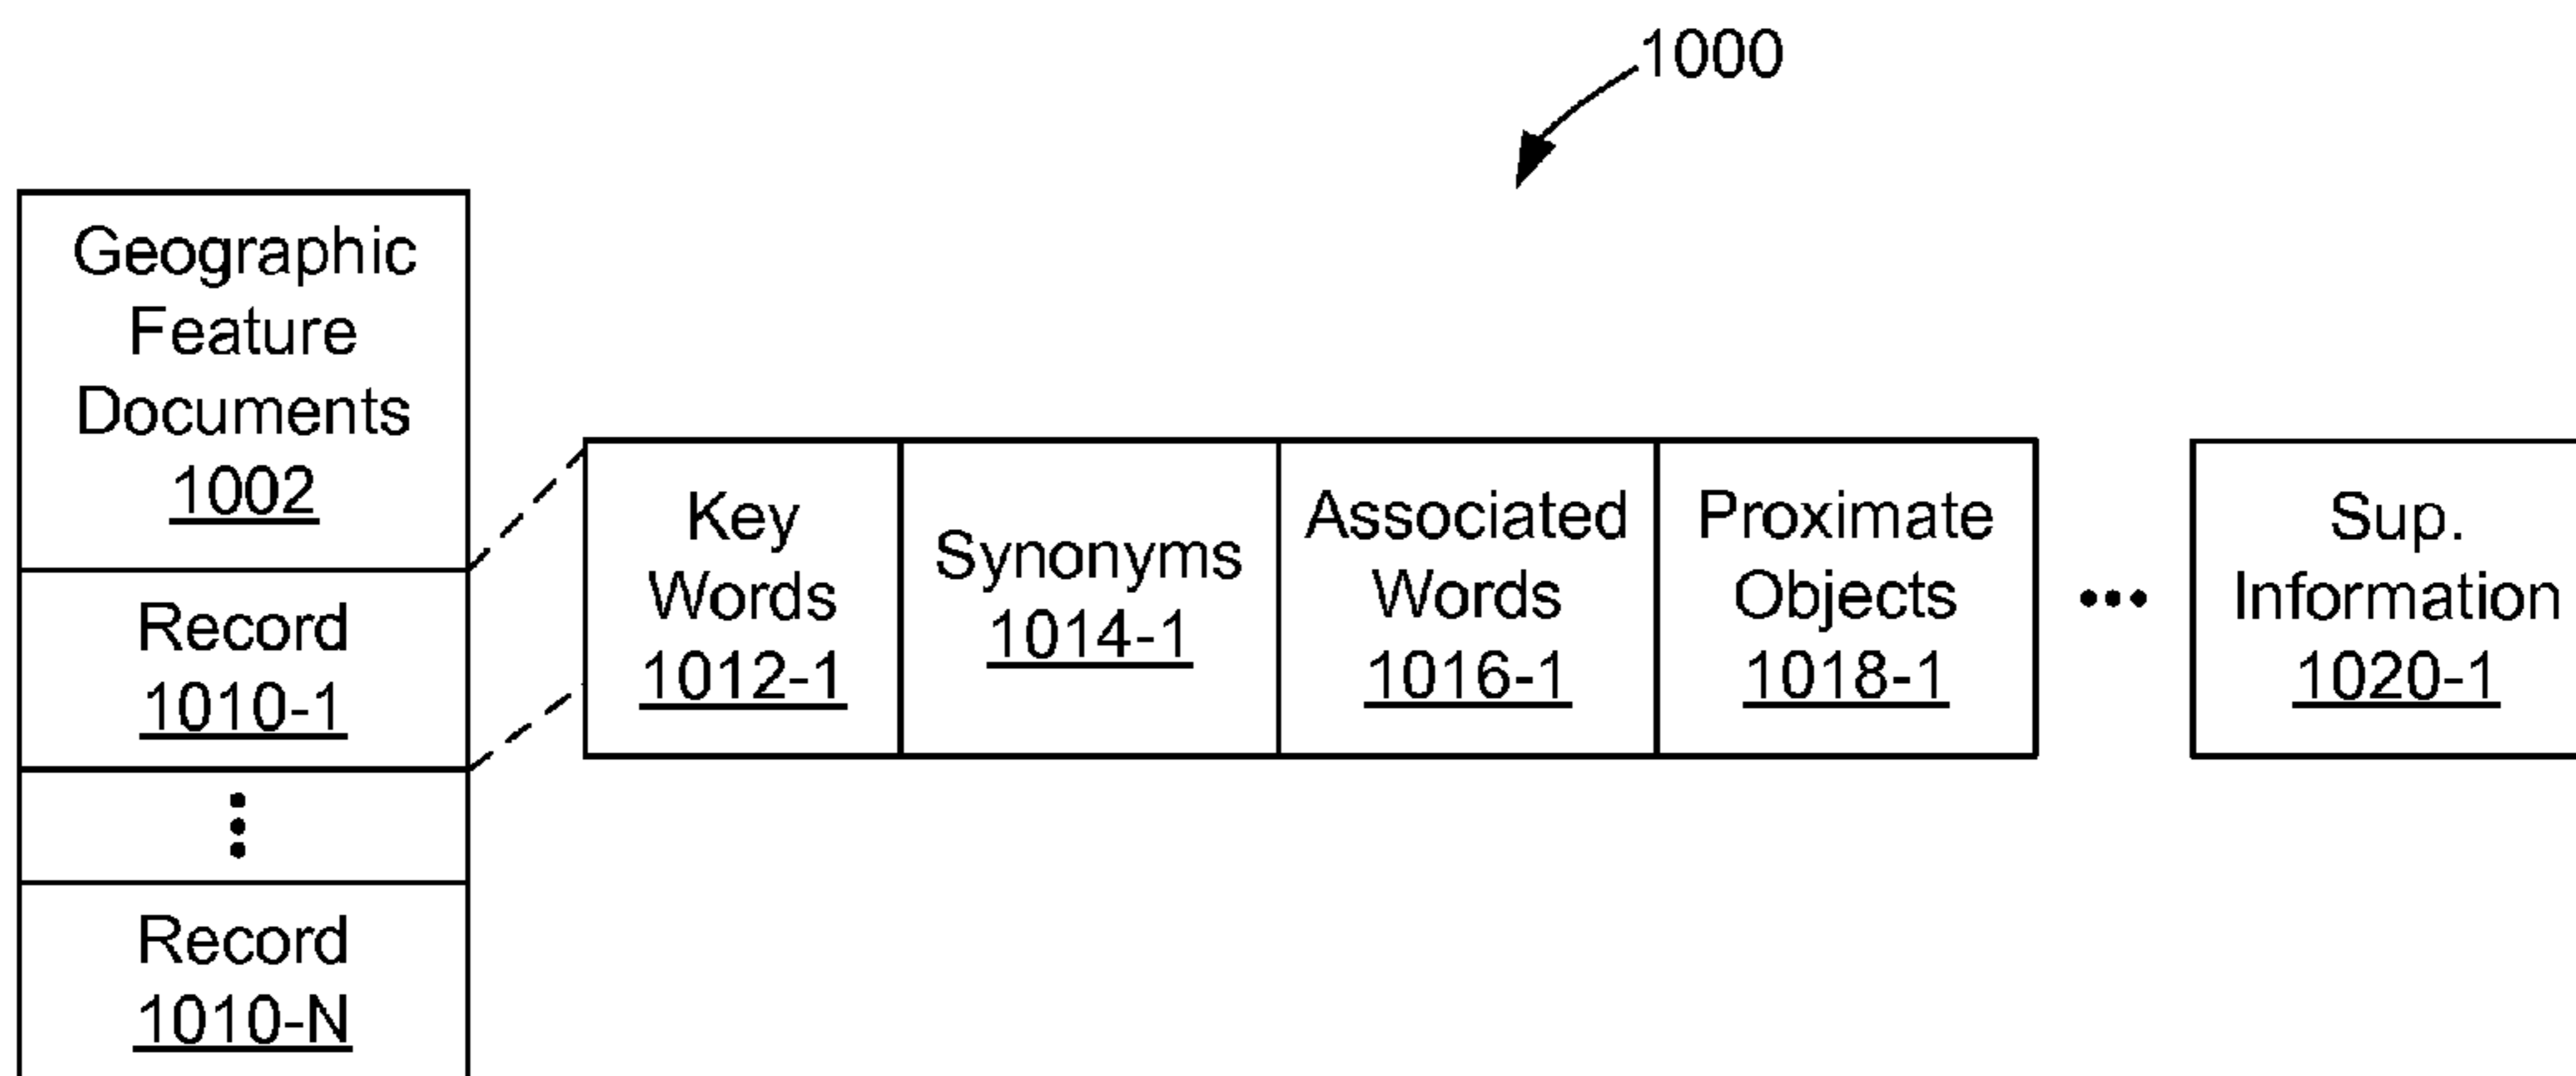 1000
Geographic
Feature
Documents
1002
Record
1010-1
Record
1010-N
Key
Words
1012-1
Synonyms
1014-1
Associated
Words
1016-1
Proximate
Objects
1018-1
Sup.
Information
1020-1